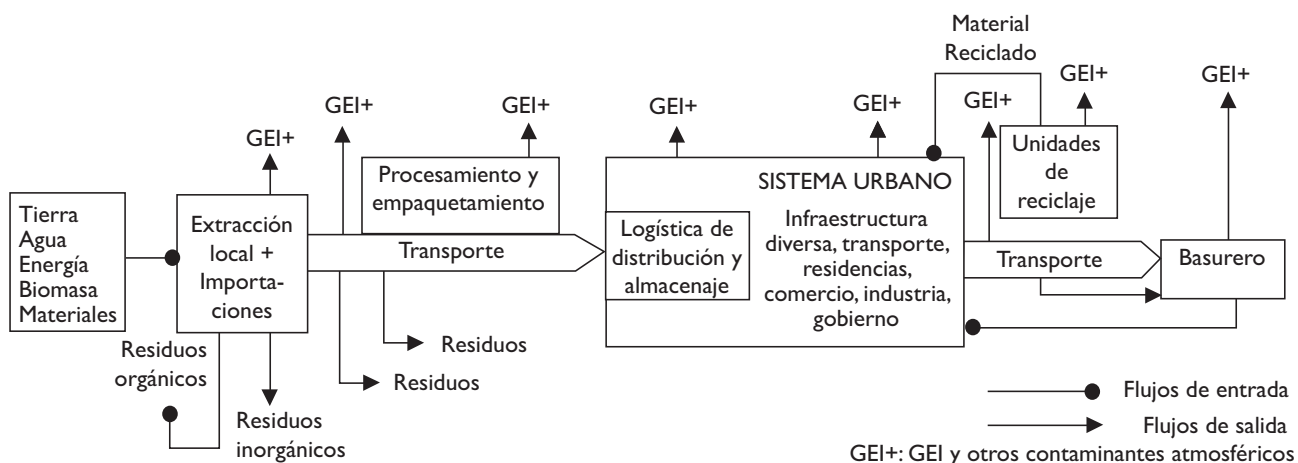 Material
Reciclado
GEI+
GEI+
GEI+
GEI+
GEI+
GEI+
GEI+
GEI+
Tierra
Agua
Energía
Biomasa
Materiales
Extracción
local +
Importa-
ciones
Procesamiento y
empaquetamiento
Transporte
SISTEMA URBANO
Logística de
distribución y
almacenaje
Infraestructura
diversa, transporte,
residencias,
comercio, industria,
gobierno
Unidades
de
reciclaje
Transporte
Basurero
Residuos
orgánicos
Residuos
inorgánicos
Residuos
Residuos
Flujos de entrada
Flujos de salida
GEI+: GEI y otros contaminantes atmosféricos